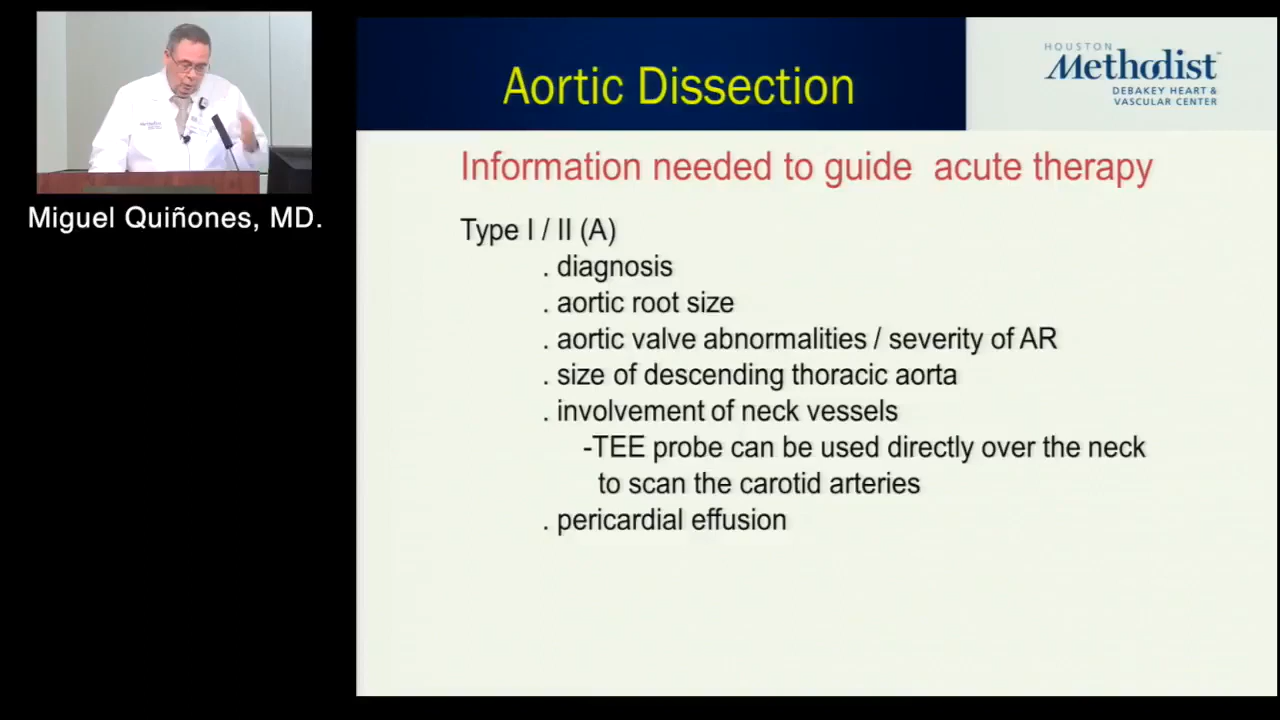 Miguel Quiñones, MD.
Aortic Dissection
HOUSTON
Methodist
DEBAKEY HEART &
VASCULAR CENTER
Information needed to guide acute therapy
Type I / II (A)
. diagnosis
. aortic root size
. aortic valve abnormalities / severity of AR
. size of descending thoracic aorta
. involvement of neck vessels
-TEE probe can be used directly over the neck
to scan the carotid arteries
. pericardial effusion